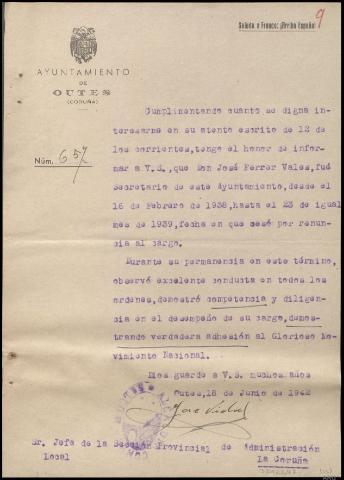 Saludo a Franco: ¡Arriba España!
9
AYUNTAMIENTO
DE
OUTES
(CORUÑA)
Núm. 657
Cumplimentando cuanto se digna in-
teresarme en su atento escrito de 12 de
los corrientes, tengo el honor de infor-
mar a V.S., que Don José Ferrer Vales, fué
Secretario de este Ayuntamiento, desde el
16 de Febrero de 1938, hasta el 23 de igual
mes de 1939, fecha en que cesó por renun-
cia al cargo.
Durante su permanencia en este término,
observó excelente conducta en todos los
ordenes, demostró competencia y diligen-
cia en el desempeño de su cargo, demos-
trando verdadera adhesión al Glorioso Mo-
vimiento Nacional.
Dios guarde a V.S. muchos años
Outes, 18 de Junio de 1942
José Vidal
Sr. Jefe de la Sección Provincial de Administración
Local
La Coruña